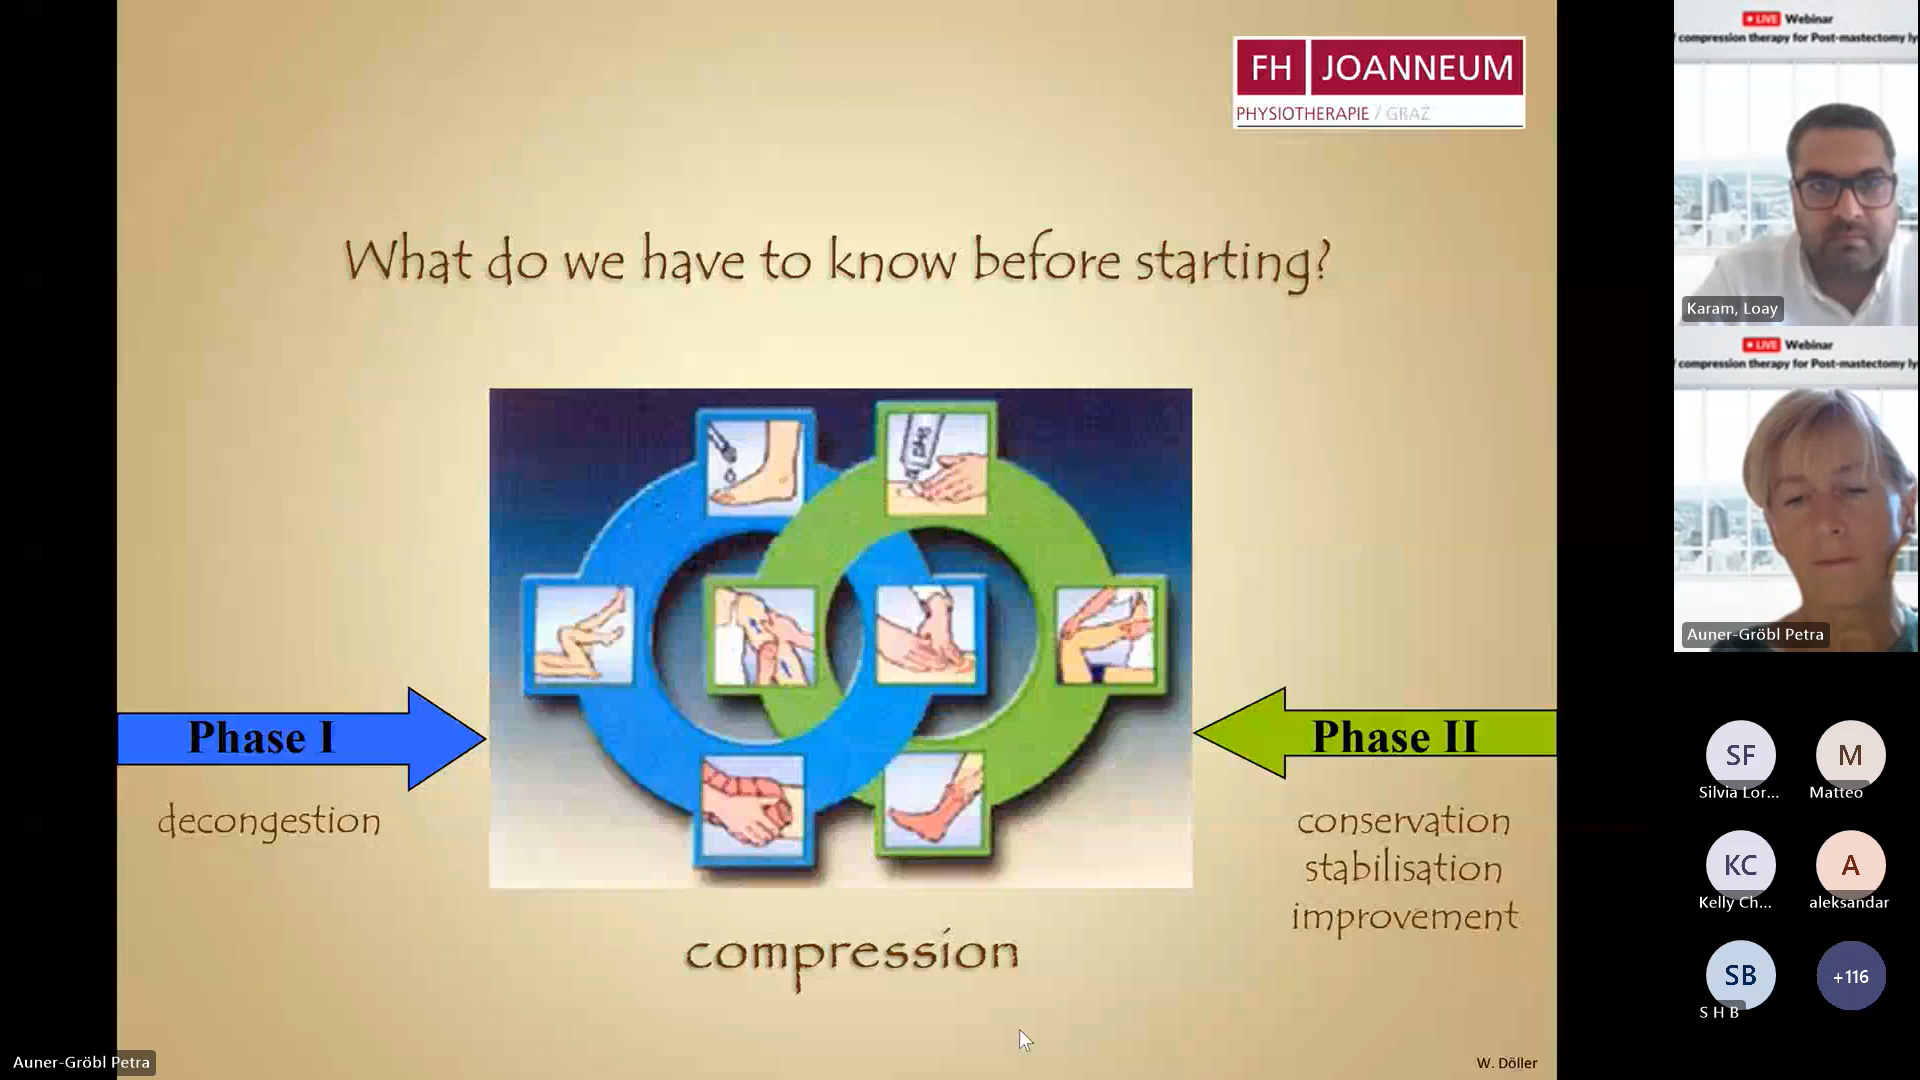 FH JOANNEUM
PHYSIOTHERAPIE / GRAZ
What do we have to know before starting?
Phase I
decongestion
Phase II
conservation
stabilisation
improvement
compression
W. Döller
Auner-Gröbl Petra
LIVE Webinar
compression therapy for Post-mastectomy ly
Karam, Loay
LIVE Webinar
compression therapy for Post-mastectomy ly
Auner-Gröbl Petra
SF
Silvia Lor...
M
Matteo
KC
Kelly Ch...
A
aleksandar
SB
S H B
+116